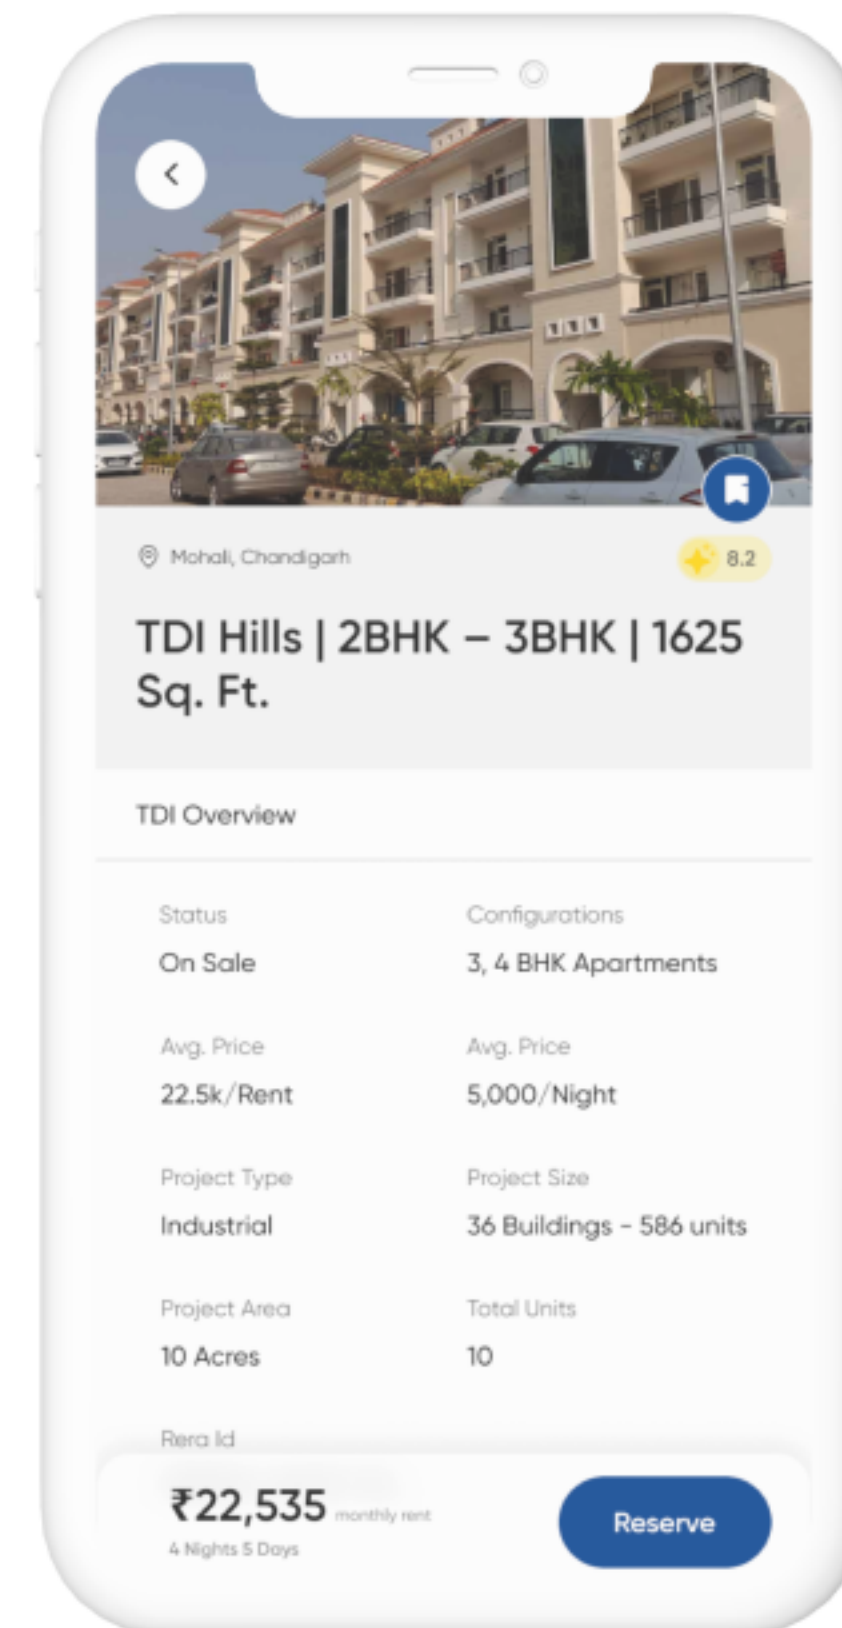 Mohali, Chandigarh
8.2
TDI Hills | 2BHK – 3BHK | 1625
Sq. Ft.
TDI Overview
Status
Configurations
On Sale
3, 4 BHK Apartments
Avg. Price
Avg. Price
22.5k/Rent
5,000/Night
Project Type
Project Size
Industrial
36 Buildings - 586 units
Project Area
Total Units
10 Acres
10
Rera Id
₹22,535 monthly rent
4 Nights 5 Days
Reserve